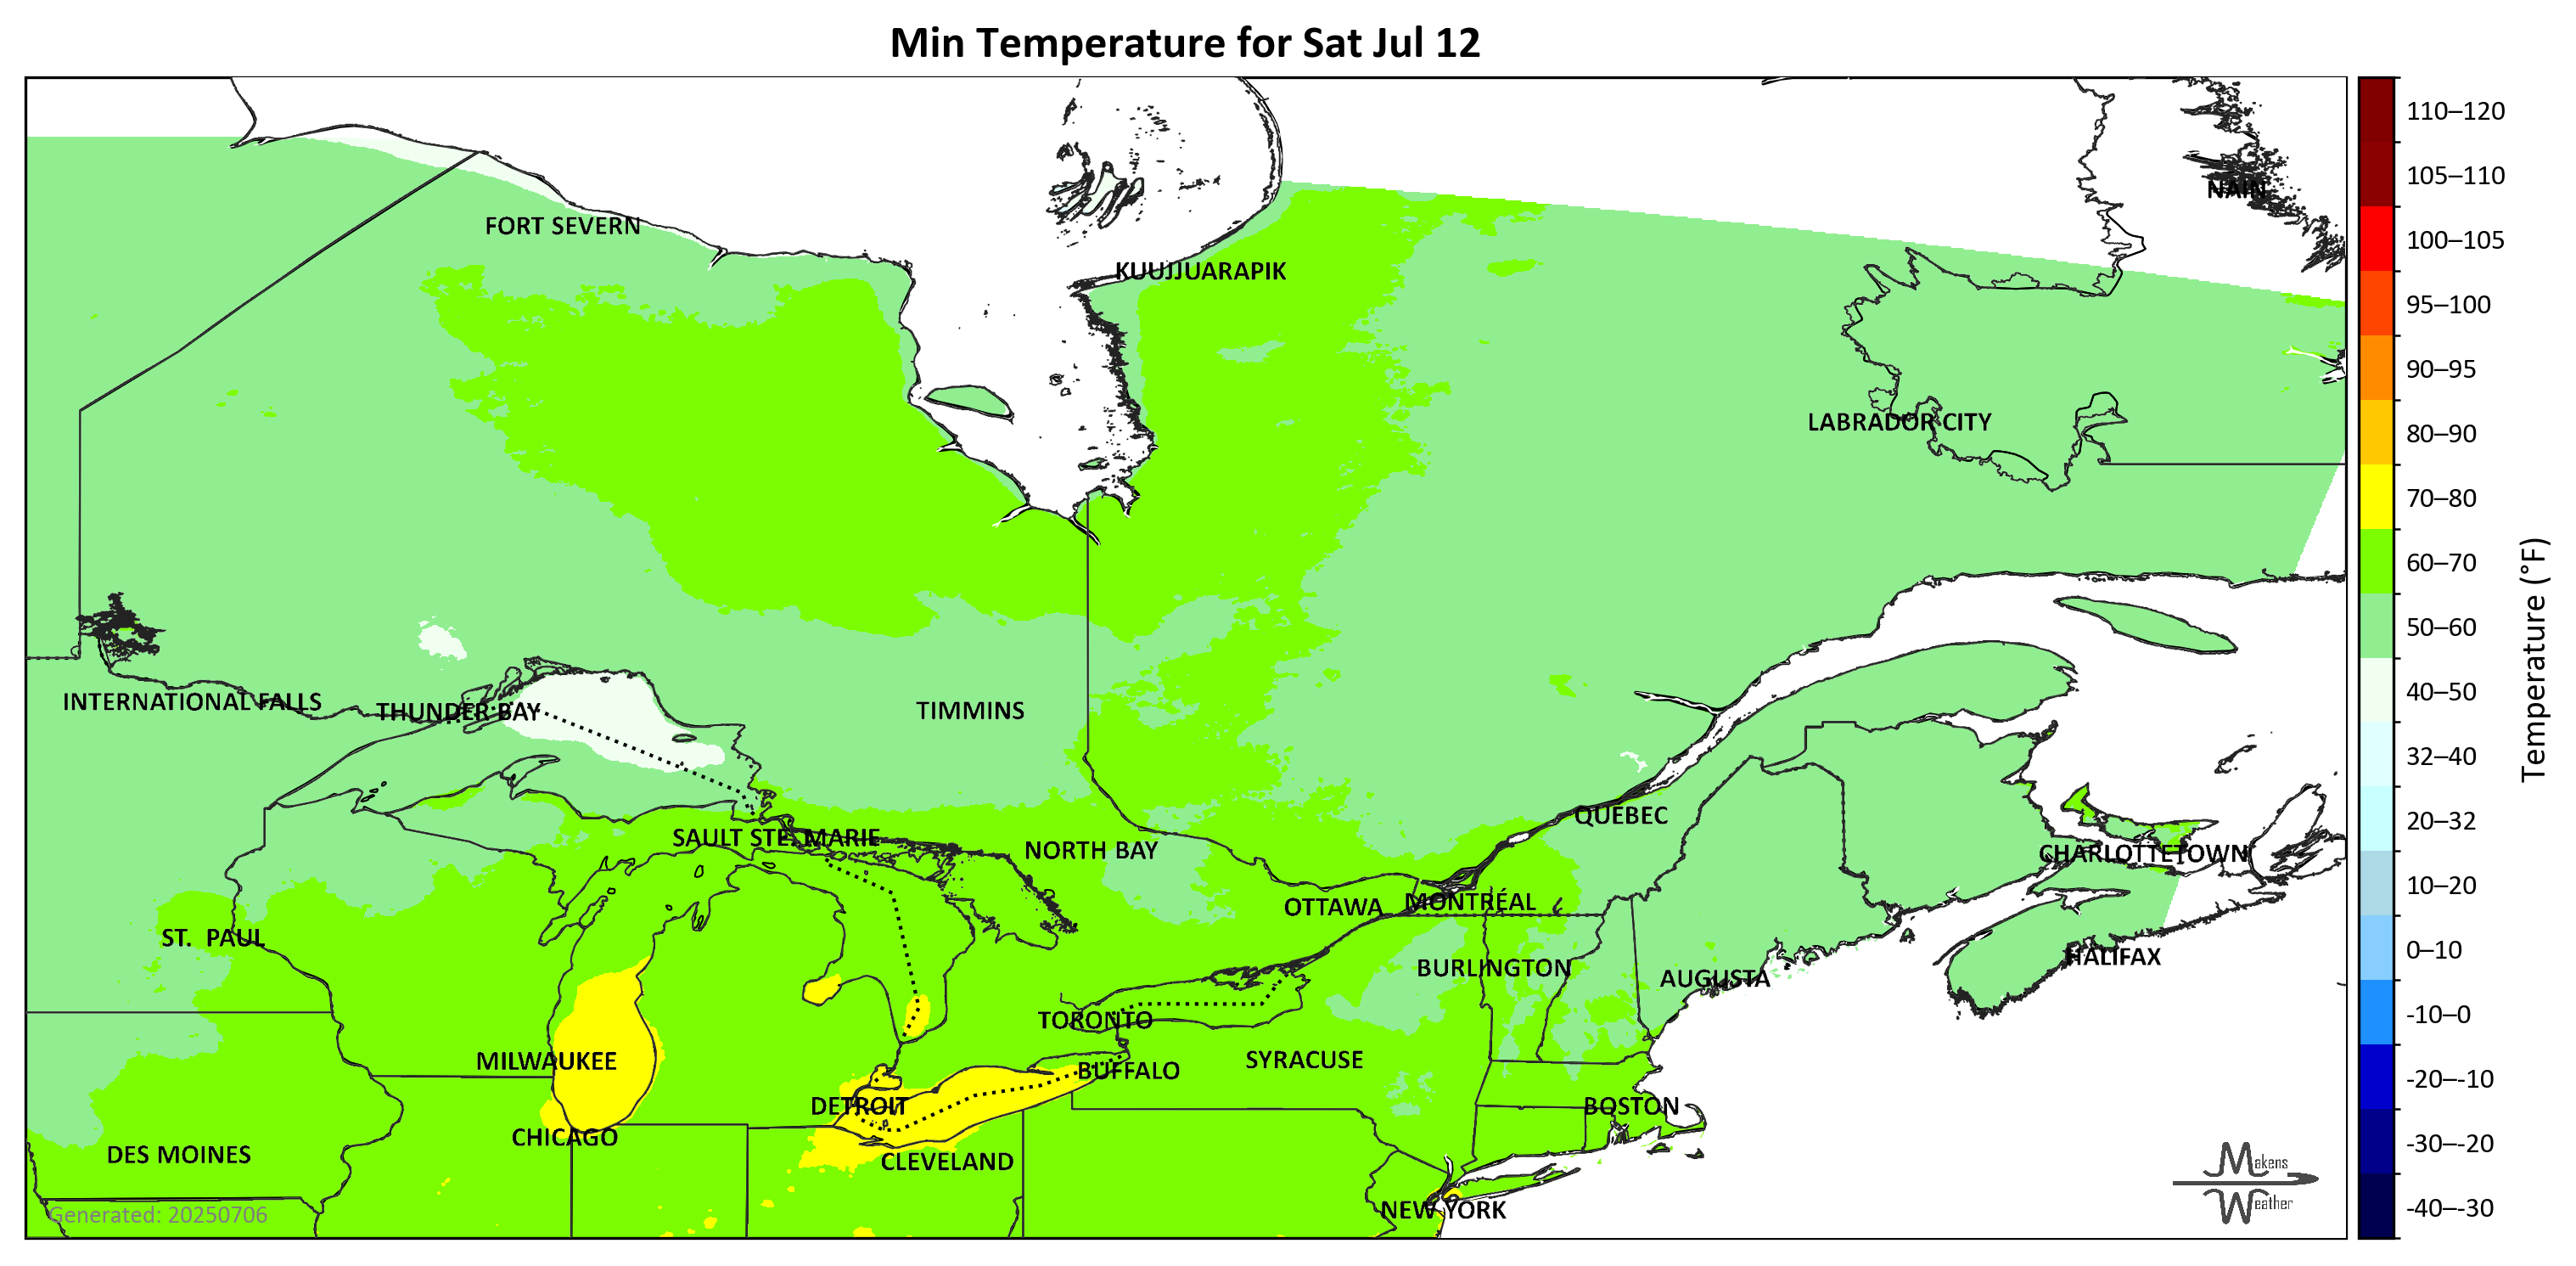 Min Temperature for Sat Jul 12
110–120
105–110
NAIN
FORT SEVERN
100–105
KUUJJUARAPIK
95–100
90–95
LABRADOR CITY
80–90
70–80
60–70
50–60
Temperature (°F)
40–50
INTERNATIONAL FALLS
THUNDER BAY
TIMMINS
32–40
QUÉBEC
20–32
SAULT STE. MARIE
NORTH BAY
CHARLOTTETOWN
10–20
OTTAWA
MONTRÉAL
ST. PAUL
0–10
HALIFAX
BURLINGTON
AUGUSTA
-10–0
TORONTO
MILWAUKEE
SYRACUSE
BUFFALO
-20–-10
DETROIT
BOSTON
CHICAGO
-30–-20
DES MOINES
CLEVELAND
Makens
Weather
-40–-30
NEW YORK
Generated: 20250706